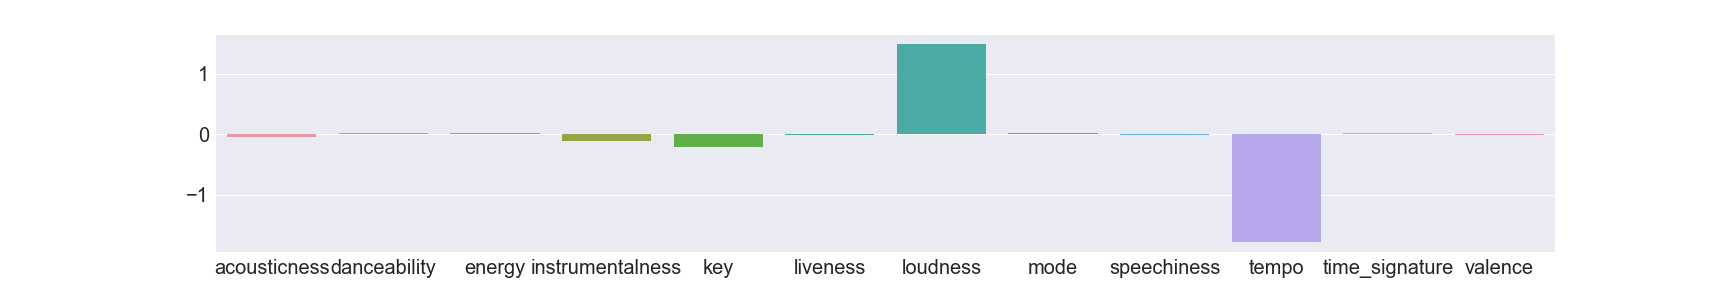 1
0
−1
acousticness danceability energy instrumentalness key liveness loudness mode speechiness tempo time_signature valence